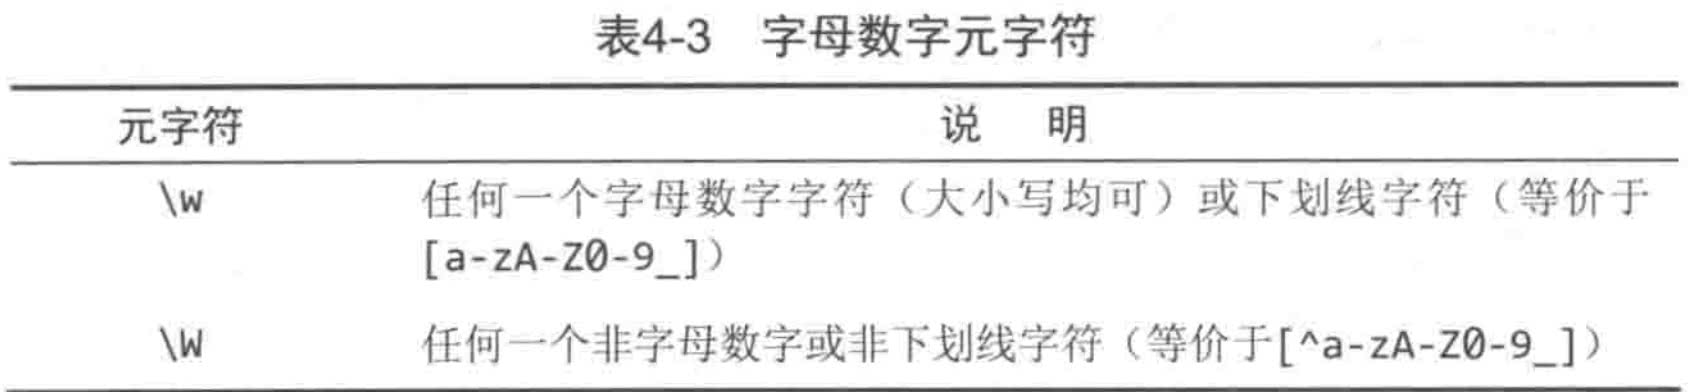 表4-3 字母数字元字符
元字符 说 明
\w 任何一个字母数字字符（大小写均可）或下划线字符（等价于
[a-zA-Z0-9_]）
\W 任何一个非字母数字或非下划线字符（等价于[^a-zA-Z0-9_]）